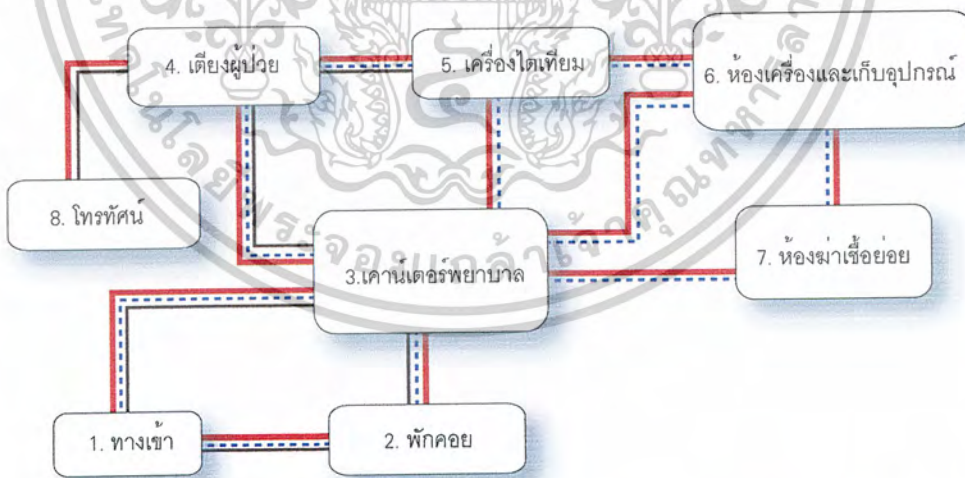 4. เตียงผู้ป่วย
5. เครื่องไตเทียม
6. ห้องเครื่องและเก็บอุปกรณ์
8. โทรทัศน์
3.เคาน์เตอร์พยาบาล
7. ห้องฆ่าเชื้อย่อย
1. ทางเข้า
2. พักคอย